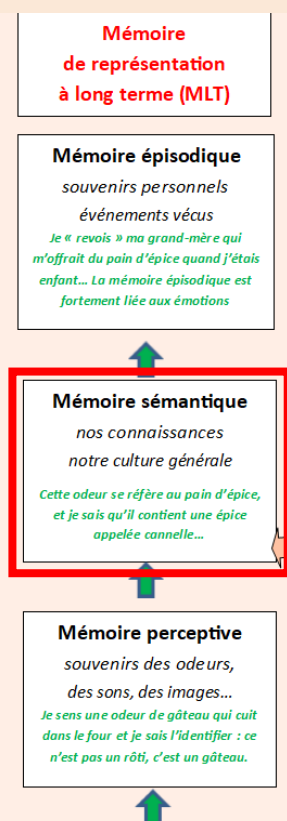 Mémoire
de représentation
à long terme (MLT)
Mémoire épisodique
souvenirs personnels
événements vécus
Je « revois » ma grand-mère qui
m'offrait du pain d'épice quand j'étais
enfant... La mémoire épisodique est
fortement liée aux émotions
Mémoire sémantique
nos connaissances
notre culture générale
Cette odeur se réfère au pain d'épice,
et je sais qu'il contient une épice
appelée cannelle...
Mémoire perceptive
souvenirs des odeurs,
des sons, des images...
Je sens une odeur de gâteau qui cuit
dans le four et je sais l'identifier : ce
n'est pas un rôti, c'est un gâteau.